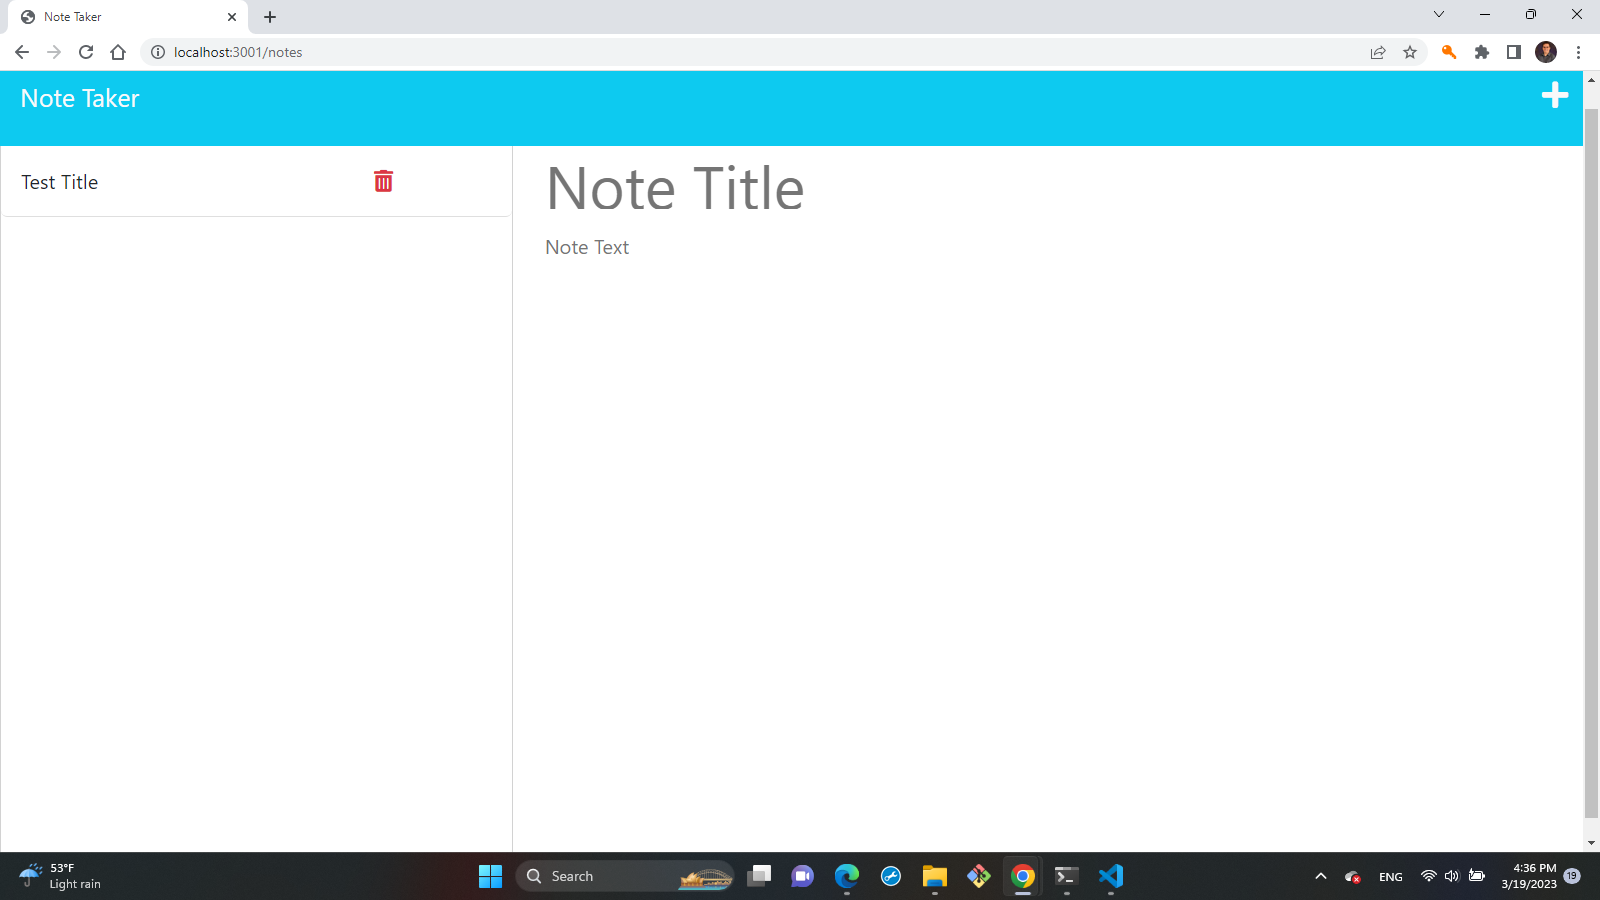 Note Taker
localhost:3001/notes
Note Taker
Test Title
Note Title
Note Text
53°F
Light rain
Search
ENG
4:36 PM
3/19/2023
19